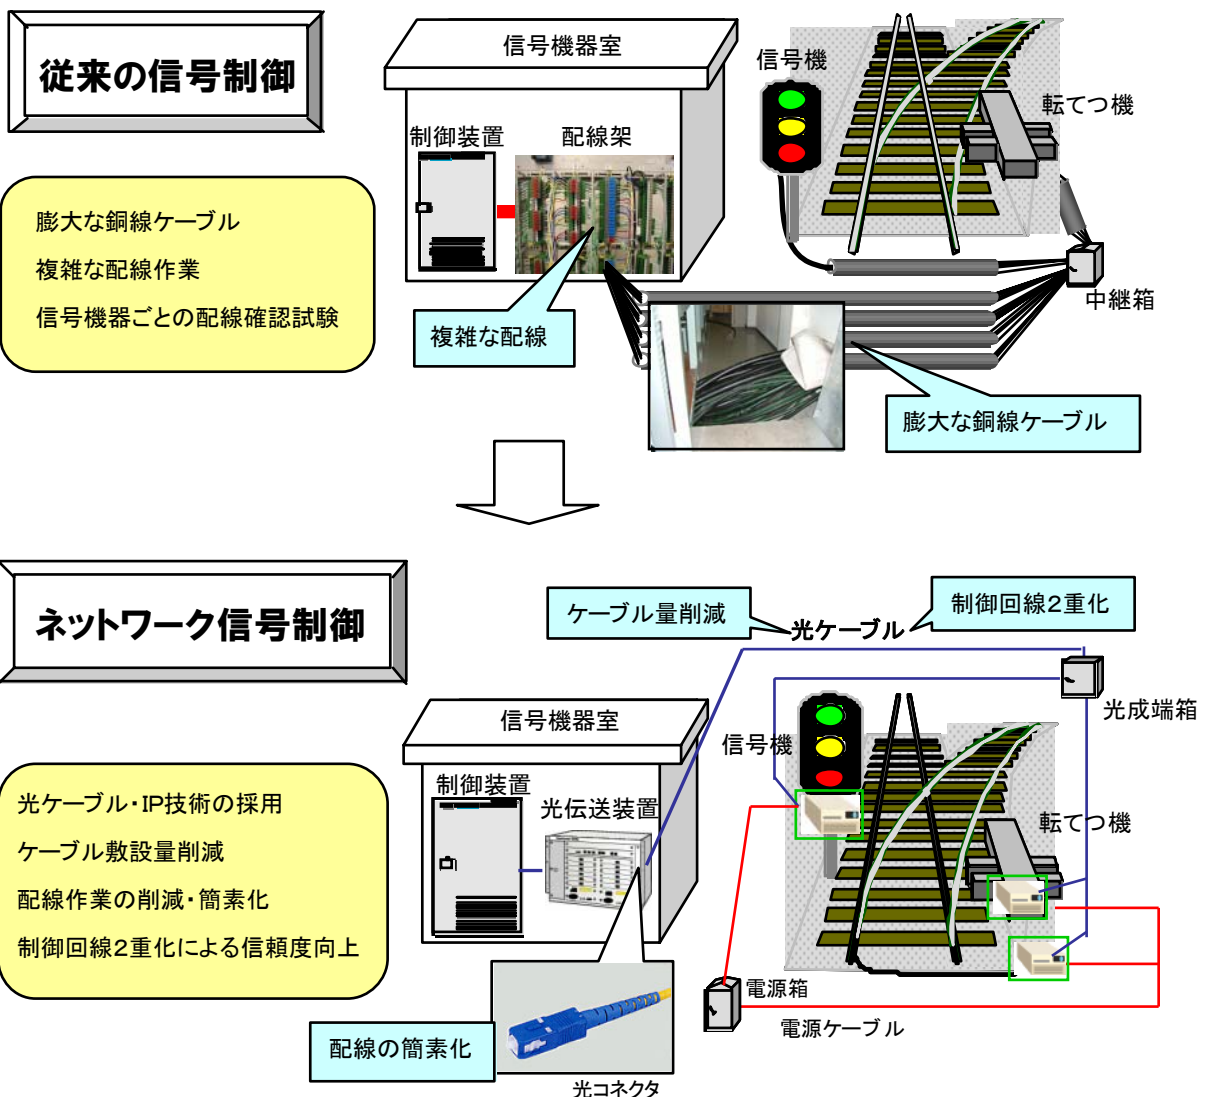 従来の信号制御
信号機器室
信号機
転てつ機
制御装置
配線架
膨大な銅線ケーブル
複雑な配線作業
信号機器ごとの配線確認試験
中継箱
複雑な配線
膨大な銅線ケーブル
ネットワーク信号制御
ケーブル量削減
制御回線2重化
光ケーブル
光成端箱
信号機器室
信号機
制御装置
光伝送装置
転てつ機
光ケーブル・IP技術の採用
ケーブル敷設量削減
配線作業の削減・簡素化
制御回線2重化による信頼度向上
電源箱
電源ケーブル
配線の簡素化
光コネクタ